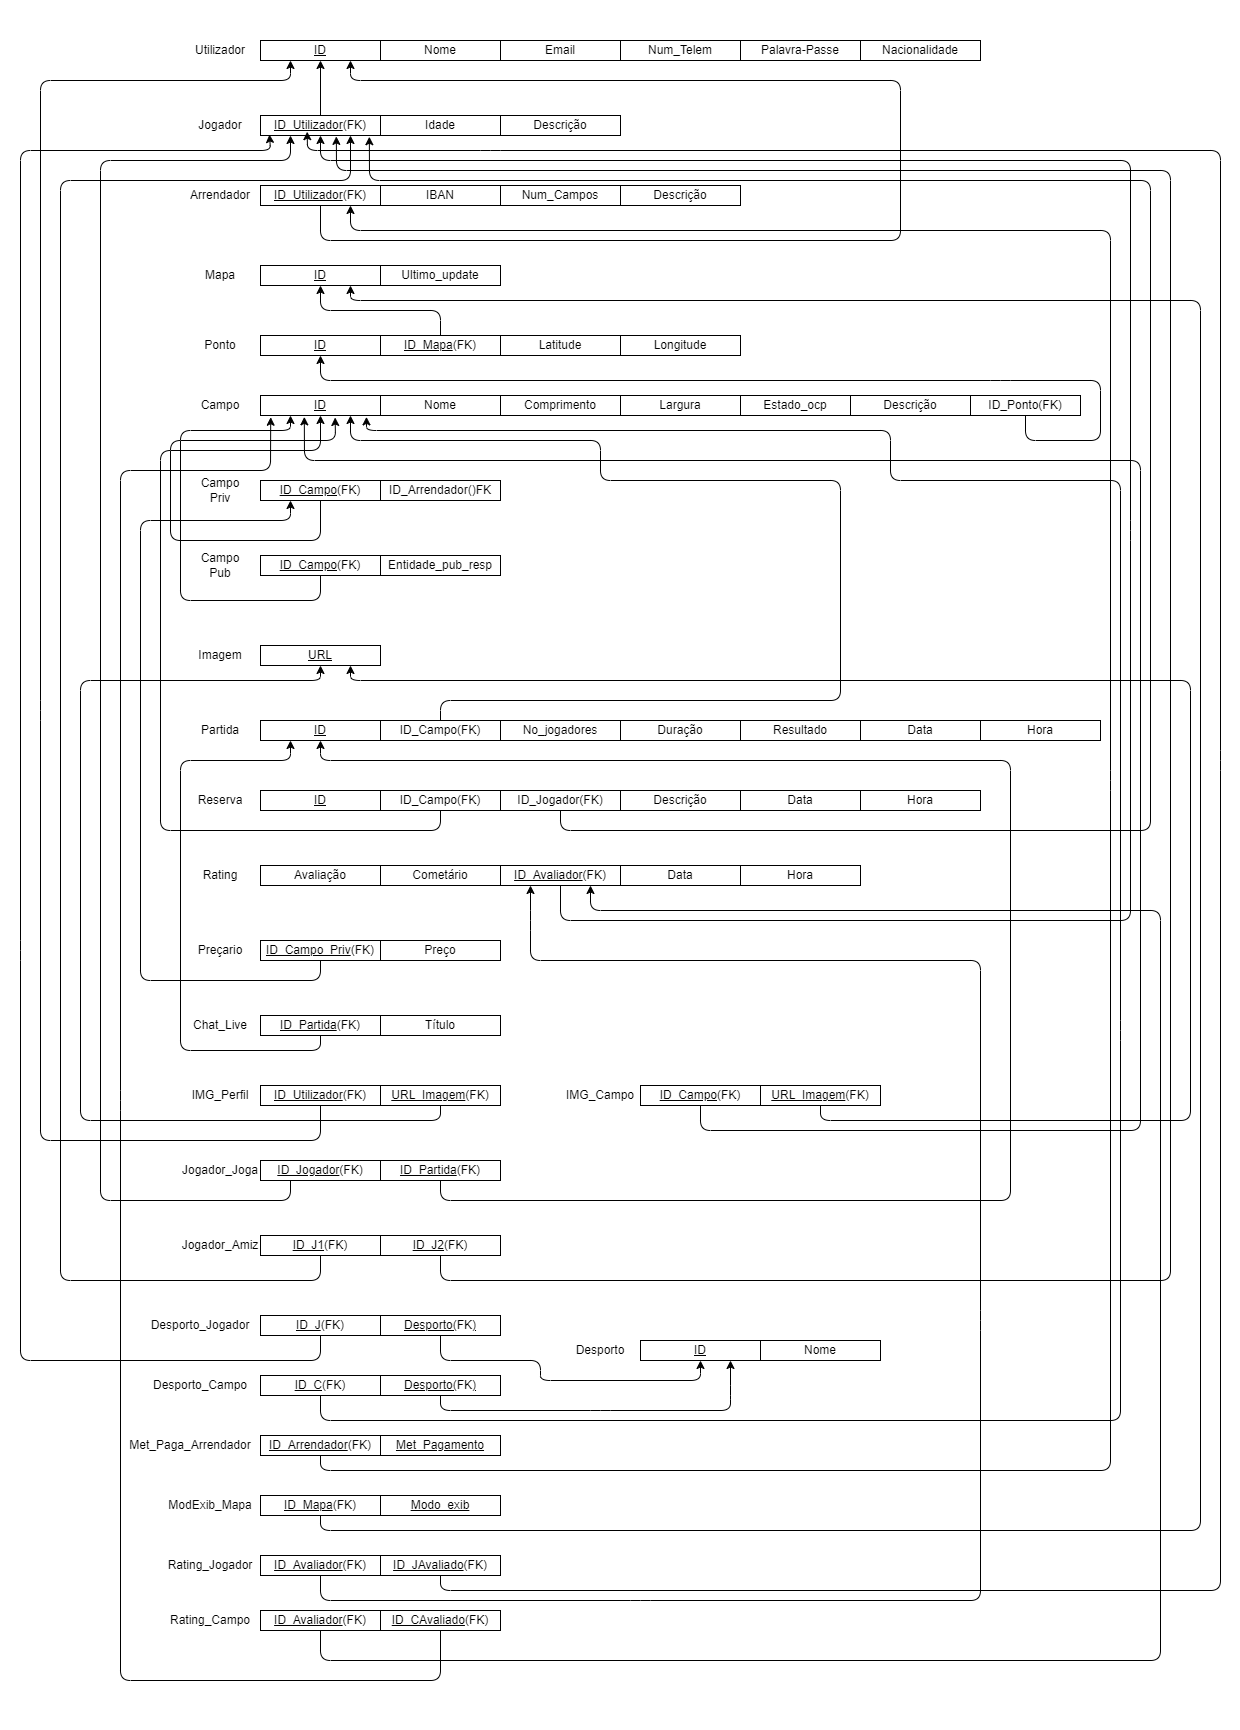 Utilizador ID Nome Email Num_Telem Palavra-Passe Nacionalidade
Jogador ID_Utilizador(FK) Idade Descrição
Arrendador ID_Utilizador(FK) IBAN Num_Campos Descrição
Mapa ID Ultimo_update
Ponto ID ID_Mapa(FK) Latitude Longitude
Campo ID Nome Comprimento Largura Estado_ocp Descrição ID_Ponto(FK)
Campo
Priv ID_Campo(FK) ID_Arrendador()FK
Campo
Pub ID_Campo(FK) Entidade_pub_resp
Imagem URL
Partida ID ID_Campo(FK) No_jogadores Duração Resultado Data Hora
Reserva ID ID_Campo(FK) ID_Jogador(FK) Descrição Data Hora
Rating Avaliação Cometário ID_Avaliador(FK) Data Hora
Preçario ID_Campo_Priv(FK) Preço
Chat_Live ID_Partida(FK) Título
IMG_Perfil ID_Utilizador(FK) URL_Imagem(FK) IMG_Campo ID_Campo(FK) URL_Imagem(FK)
Jogador_Joga ID_Jogador(FK) ID_Partida(FK)
Jogador_Amiz ID_J1(FK) ID_J2(FK)
Desporto_Jogador ID_J(FK) Desporto(FK)
Desporto ID Nome
Desporto_Campo ID_C(FK) Desporto(FK)
Met_Paga_Arrendador ID_Arrendador(FK) Met_Pagamento
ModExib_Mapa ID_Mapa(FK) Modo_exib
Rating_Jogador ID_Avaliador(FK) ID_JAvaliado(FK)
Rating_Campo ID_Avaliador(FK) ID_CAvaliado(FK)